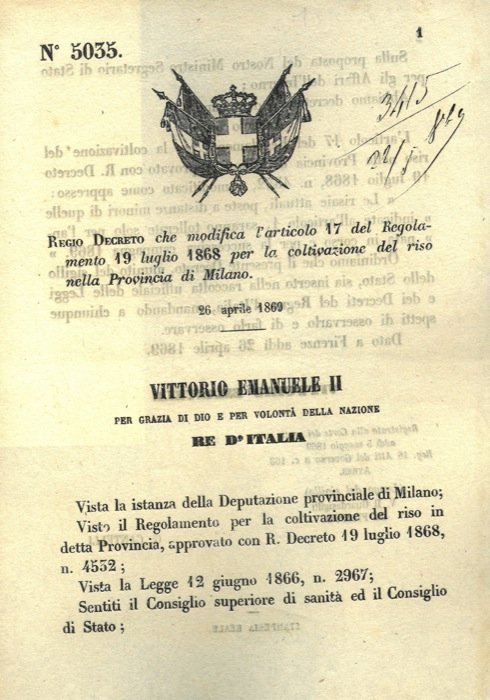 1
N° 5035.
3415
Regio Decreto che modifica l'articolo 17 del Regola-
mento 19 luglio 1868 per la coltivazione del riso
nella Provincia di Milano.
26 aprile 1869
VITTORIO EMANUELE II
PER GRAZIA DI DIO E PER VOLONTÀ DELLA NAZIONE
RE D'ITALIA
Vista la istanza della Deputazione provinciale di Milano;
Visto il Regolamento per la coltivazione del riso in
detta Provincia, approvato con R. Decreto 19 luglio 1868,
n. 4552;
Vista la Legge 12 giugno 1866, n. 2967;
Sentiti il Consiglio superiore di sanità ed il Consiglio
di Stato;